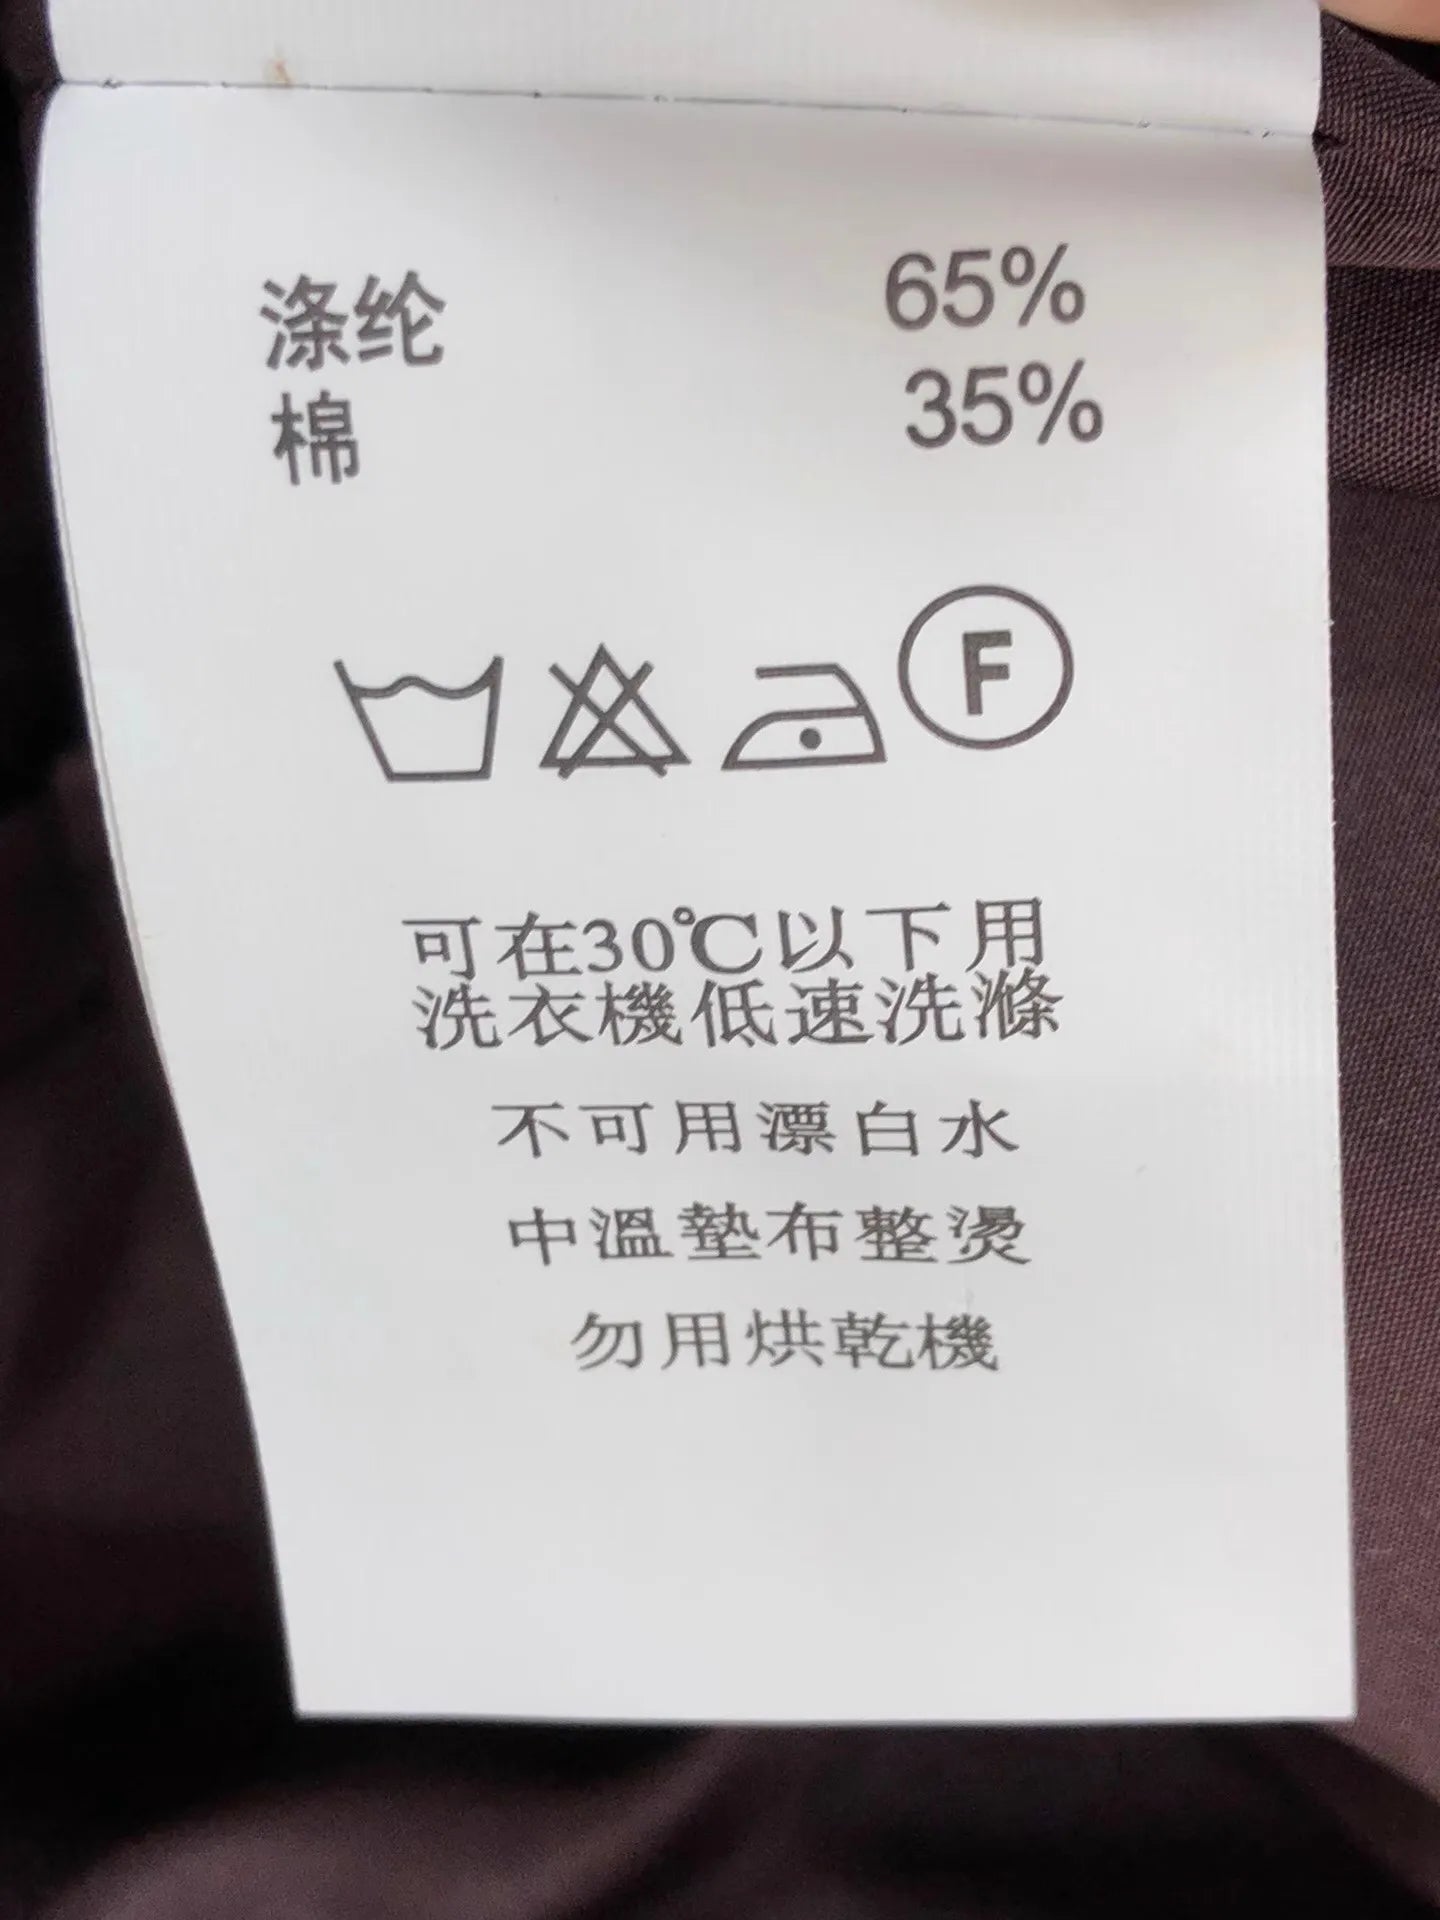 涤纶 65%
棉 35%
F
可在30℃以下用
洗衣機低速洗滌
不可用漂白水
中溫墊布整燙
勿用烘乾機